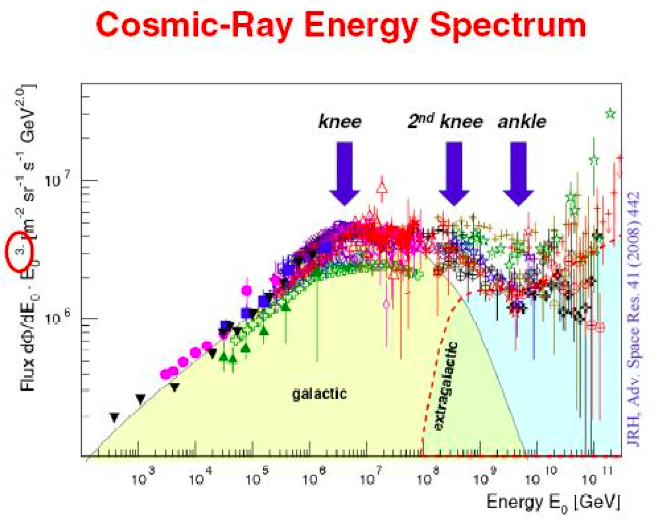 Cosmic-Ray Energy Spectrum
knee
2nd knee
ankle
Flux dΦ/dE0 · E0 3. [m-2 sr-1 s-1 GeV2.0]
10 7
10 6
galactic
extragalactic
10 3
10 4
10 5
10 6
10 7
10 8
10 9
10 10
10 11
Energy E0 [GeV]
JRH, Adv. Space Res. 41 (2008) 442